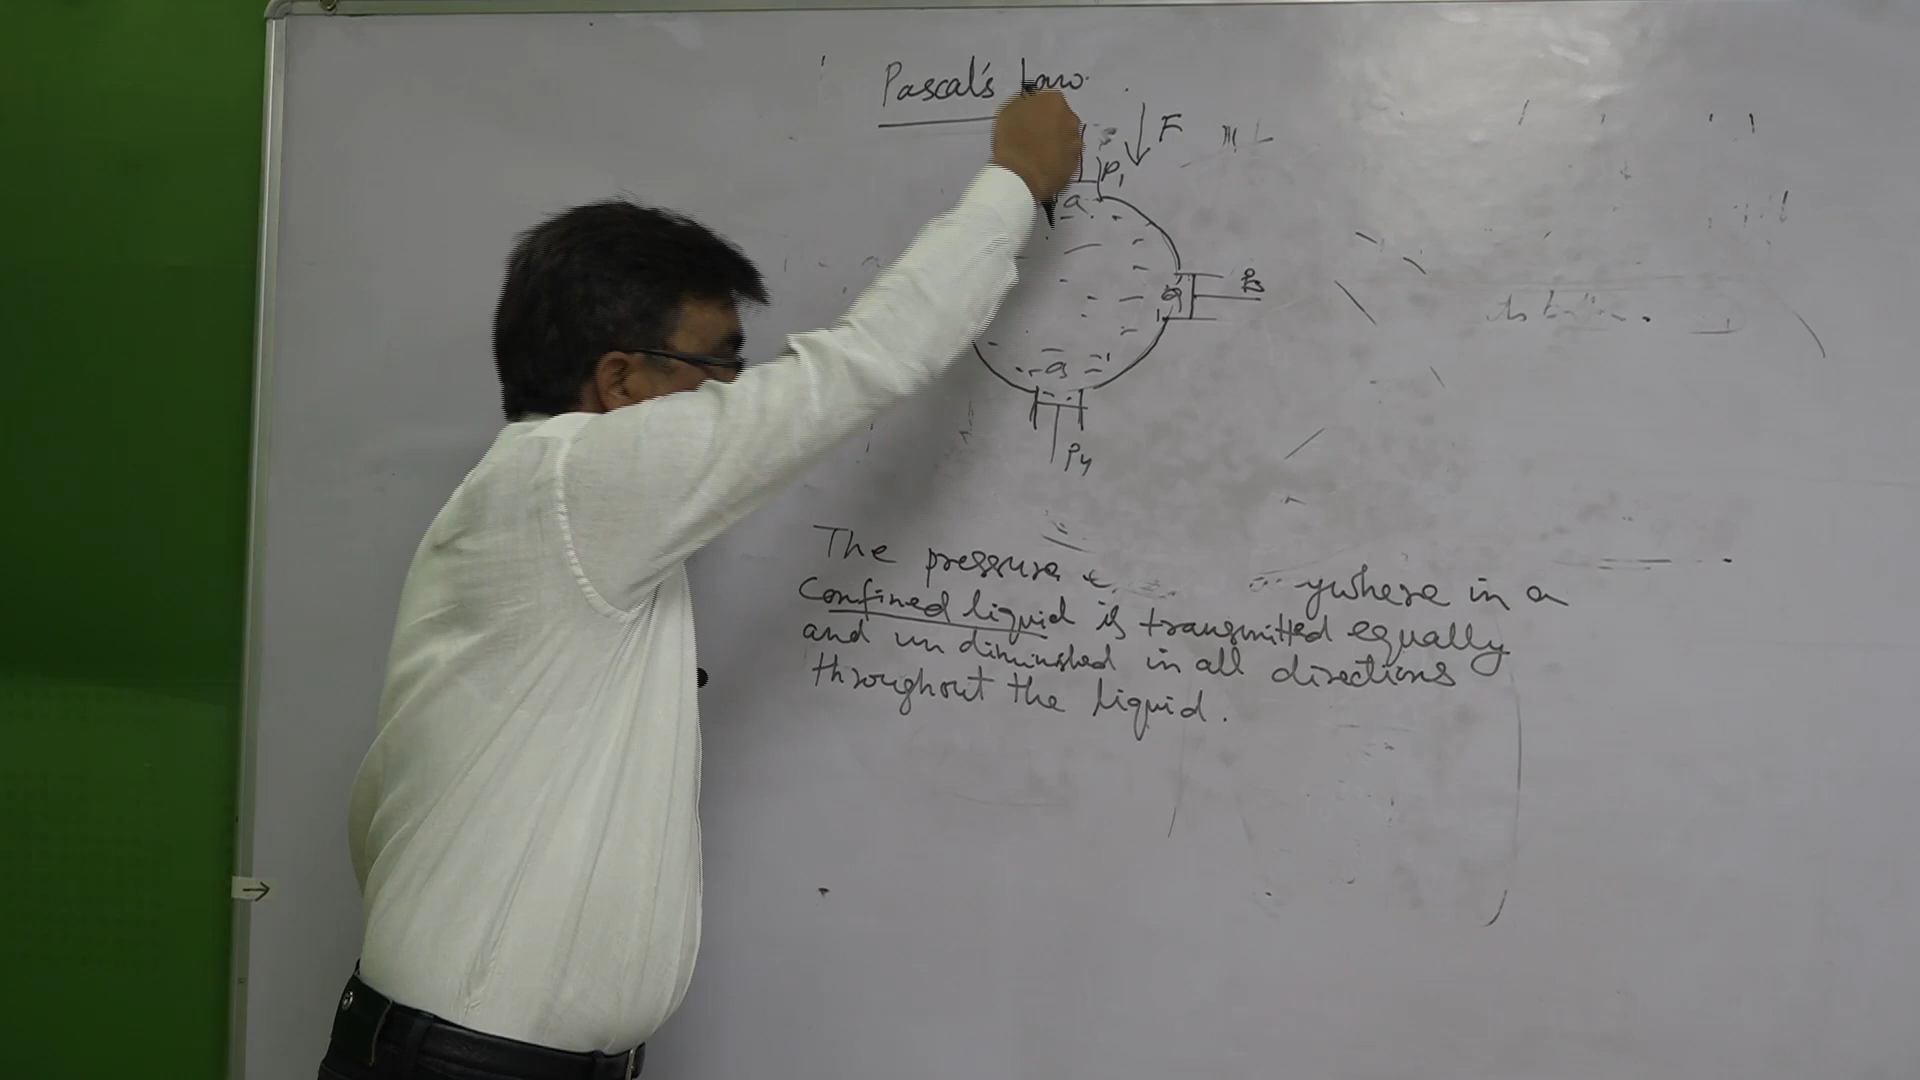 Pascal's Law
F
P1
a
P4
The pressure ywhere in a
Confined liquid is transmitted equally
and undiminished in all directions
throughout the liquid.